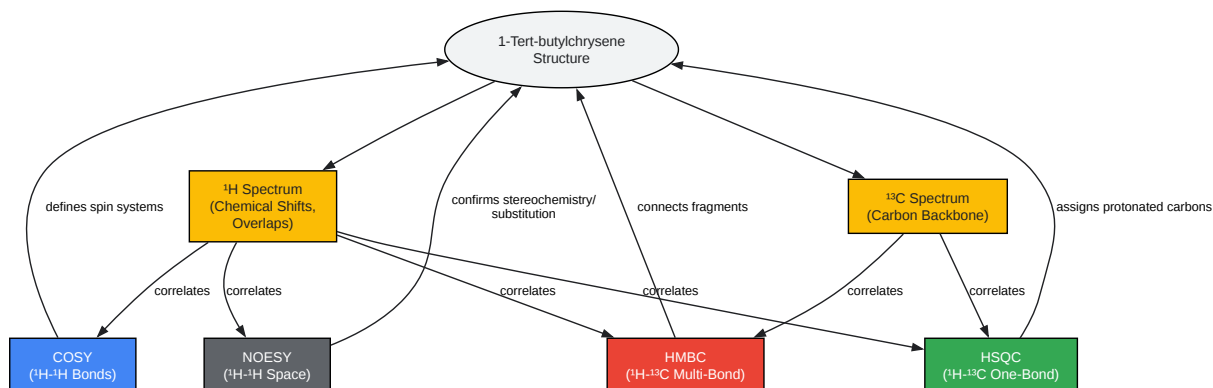 1-Tert-butylchrysene
Structure
¹H Spectrum
(Chemical Shifts,
Overlaps)
¹³C Spectrum
(Carbon Backbone)
defines spin systems
confirms stereochemistry/
substitution
connects fragments
assigns protonated carbons
correlates
correlates
correlates
correlates
correlates
correlates
COSY
(¹H-¹H Bonds)
NOESY
(¹H-¹H Space)
HMBC
(¹H-¹³C Multi-Bond)
HSQC
(¹H-¹³C One-Bond)